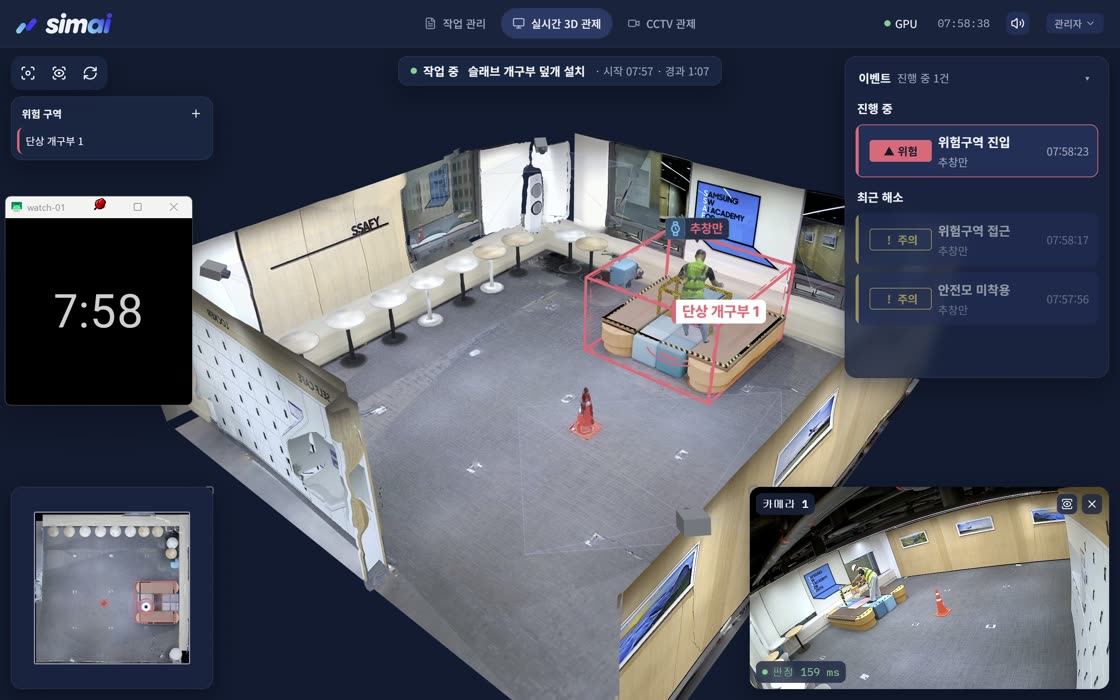 simai
작업 관리
실시간 3D 관제
CCTV 관제
GPU
07:58:38
관리자
작업 중 슬래브 개구부 덮개 설치 · 시작 07:57 · 경과 1:07
위험 구역 +
단상 개구부 1
watch-01
7:58
이벤트 진행 중 1건
진행 중
▲ 위험
위험구역 진입
추창만
07:58:23
최근 해소
! 주의
위험구역 접근
추창만
07:58:17
! 주의
안전모 미착용
추창만
07:57:56
SSAFY
SAMSUNG
SW
AI ACADEMY
추창만
단상 개구부 1
카메라 1
판정 159 ms